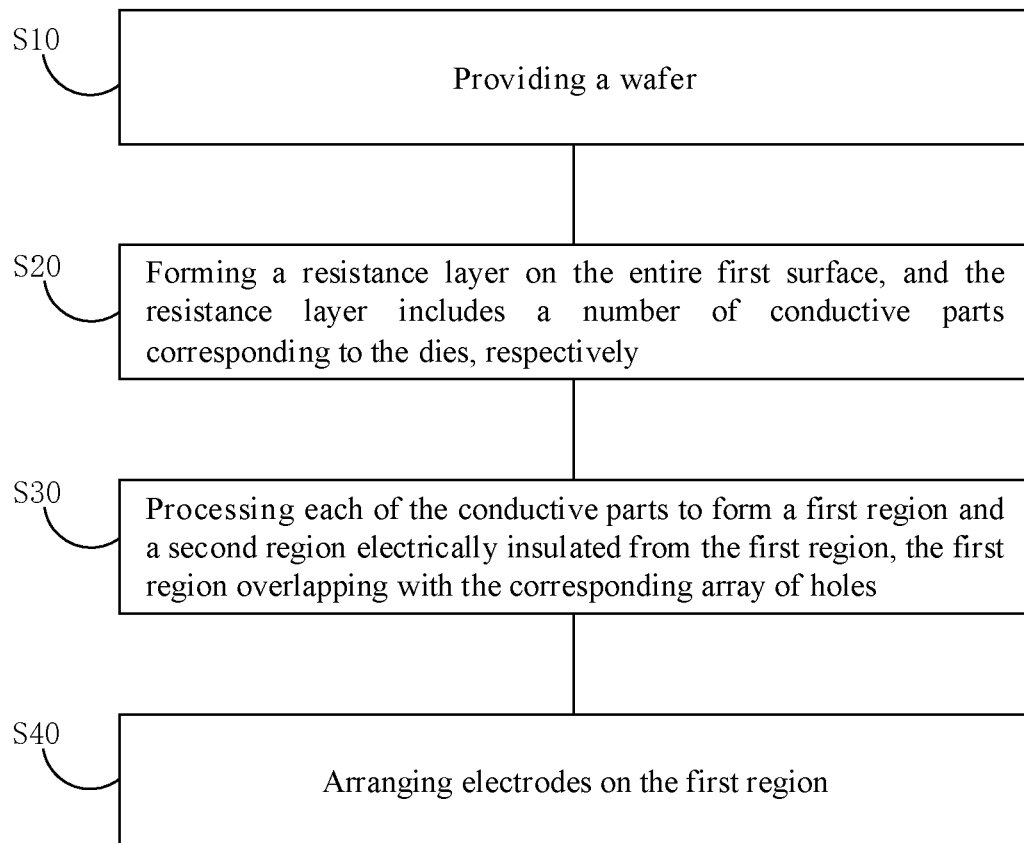 S10
Providing a wafer
S20
Forming a resistance layer on the entire first surface, and the
resistance layer includes a number of conductive parts
corresponding to the dies, respectively
S30
Processing each of the conductive parts to form a first region and
a second region electrically insulated from the first region, the first
region overlapping with the corresponding array of holes
S40
Arranging electrodes on the first region